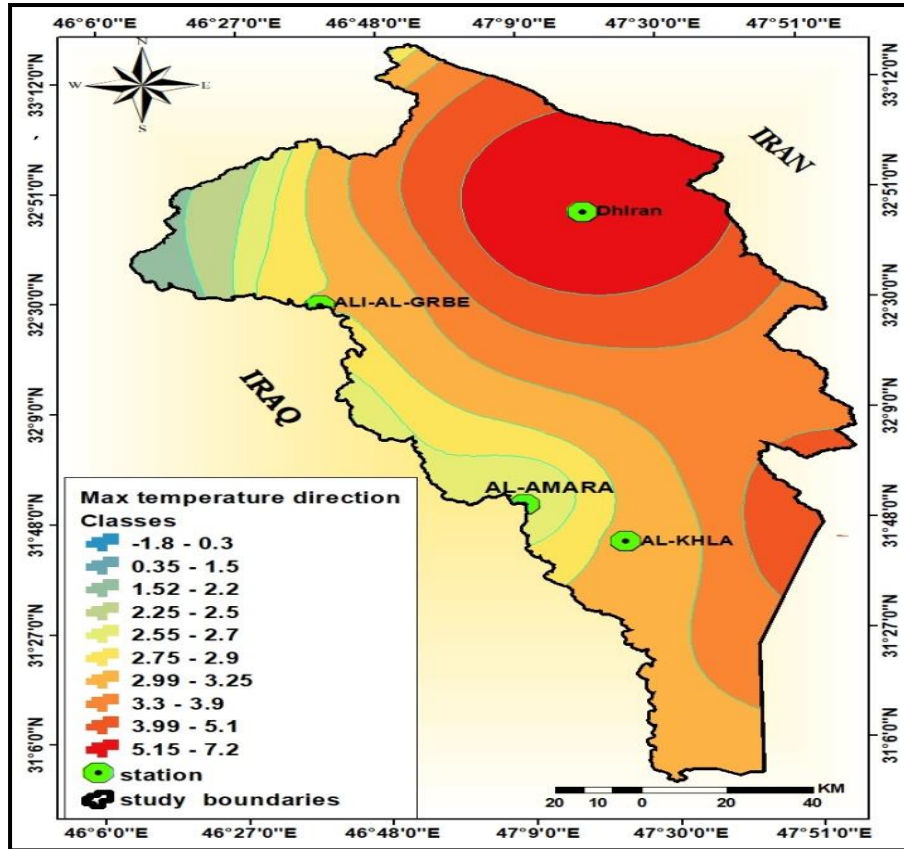 46°6'0"E 46°27'0"E 46°48'0"E 47°9'0"E 47°30'0"E 47°51'0"E
N
W E
S
33°12'0"N 33°12'0"N
IRAN
32°51'0"N 32°51'0"N
Dhiran
32°30'0"N 32°30'0"N
ALI-AL-GRBE
IRAQ
32°9'0"N 32°9'0"N
AL-AMARA
31°48'0"N 31°48'0"N
AL-KHLA
31°27'0"N 31°27'0"N
31°6'0"N 31°6'0"N
Max temperature direction
Classes
-1.8 - 0.3
0.35 - 1.5
1.52 - 2.2
2.25 - 2.5
2.55 - 2.7
2.75 - 2.9
2.99 - 3.25
3.3 - 3.9
3.99 - 5.1
5.15 - 7.2
station
study boundaries
KM
20 10 0 20 40
46°6'0"E 46°27'0"E 46°48'0"E 47°9'0"E 47°30'0"E 47°51'0"E